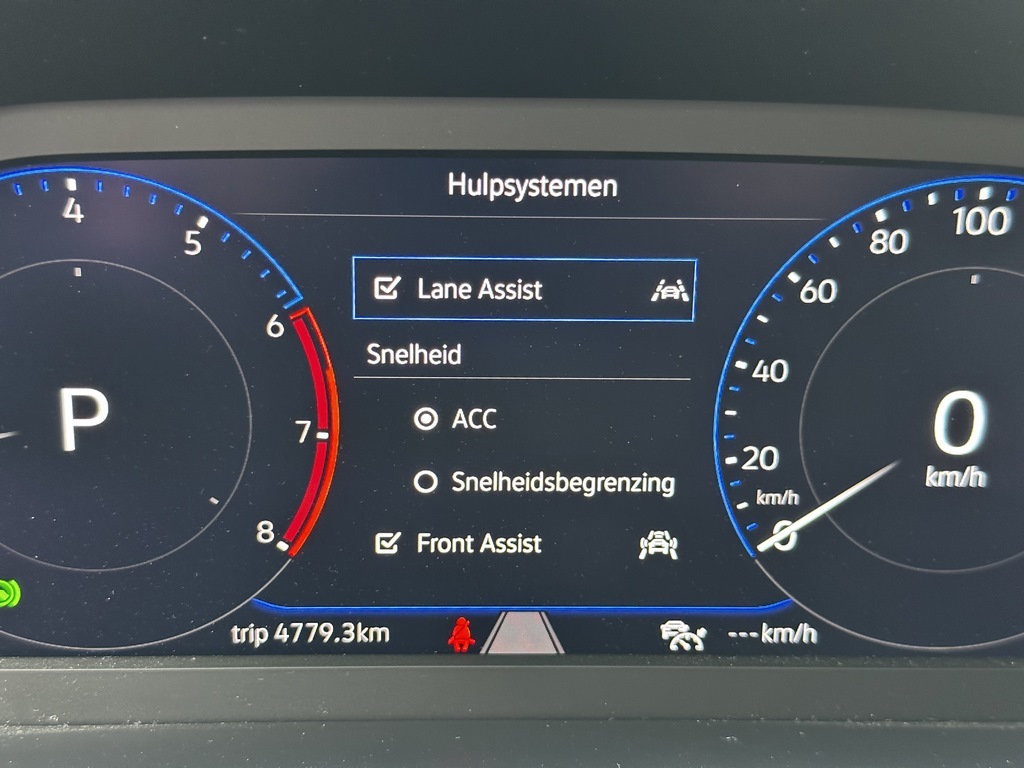 Hulpsystemen
4
5
6
7
8
P
Lane Assist
Snelheid
ACC
Snelheidsbegrenzing
Front Assist
100
80
60
40
20
km/h
0
0
km/h
trip 4779.3km
---km/h